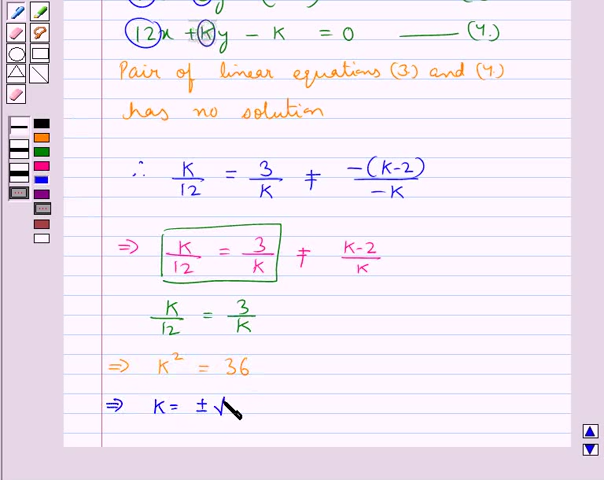 12x + Ky - K = 0 —— (4.)
Pair of linear equations (3.) and (4.)
has no solution
∴ K/12 = 3/K ≠ -(K-2)/-K
⇒ K/12 = 3/K ≠ K-2/K
K/12 = 3/K
⇒ K² = 36
⇒ K = ± √